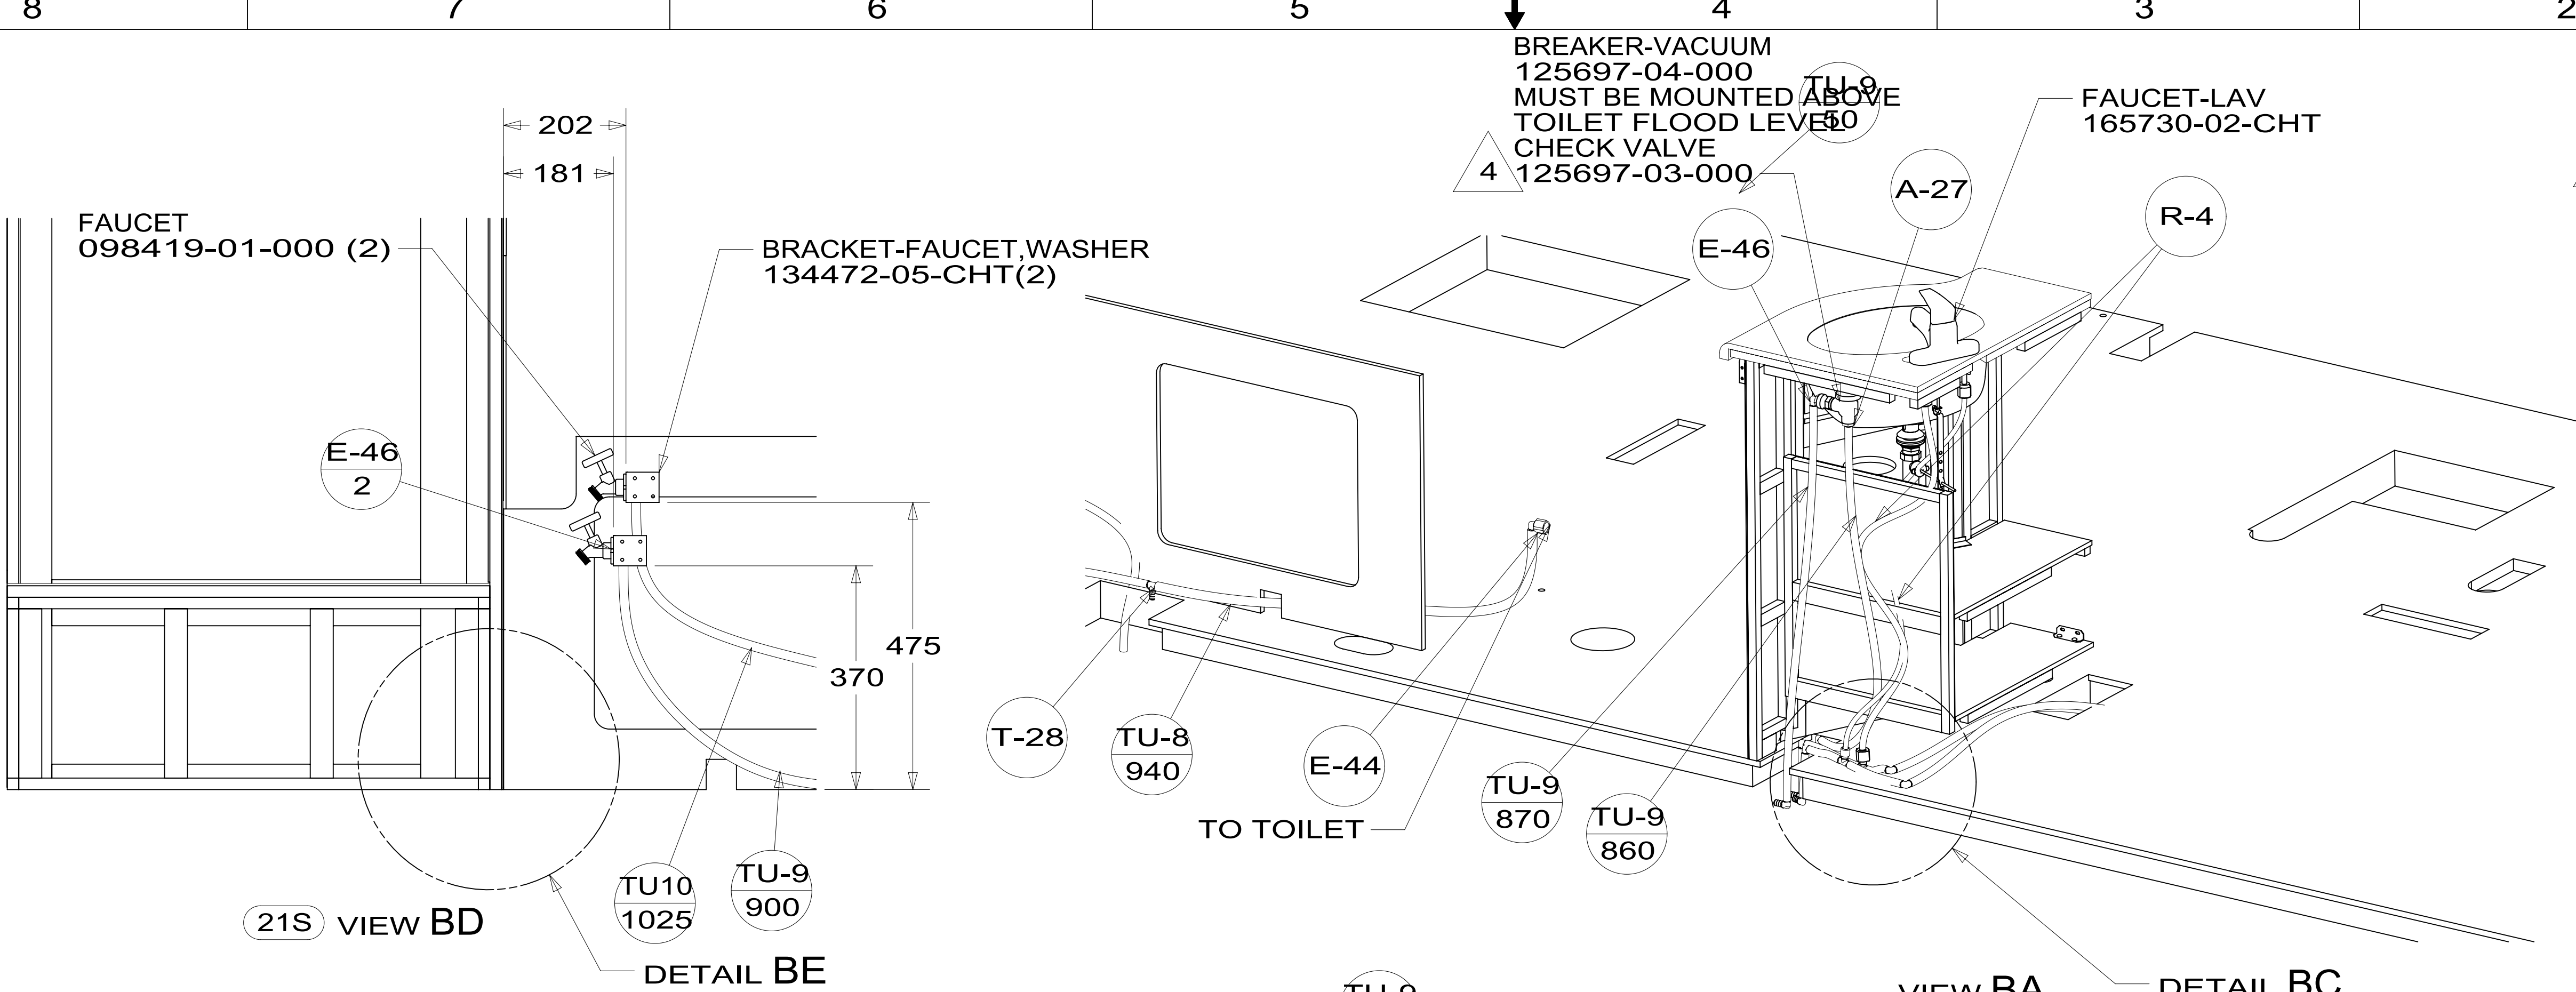 8 7 6 5 4 3 2
BREAKER-VACUUM
125697-04-000
MUST BE MOUNTED ABOVE
TOILET FLOOD LEVEL
CHECK VALVE
125697-03-000
4
TU-9
50
FAUCET-LAV
165730-02-CHT
A-27
R-4
E-46
202
181
FAUCET
098419-01-000 (2)
BRACKET-FAUCET,WASHER
134472-05-CHT(2)
E-46
2
475
370
T-28
TU-8
940
E-44
TO TOILET
TU-9
870
TU-9
860
TU10
1025
TU-9
900
21S VIEW BD
DETAIL BE
TU-9
VIEW BA
DETAIL BC